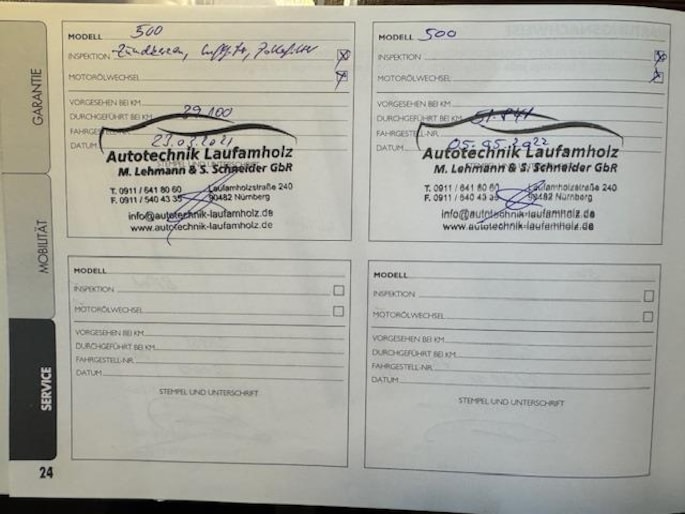 GARANTIE
MOBILITÄT
SERVICE
24
MODELL 500
INSPEKTION Zündkerzen, Luftfilter, Pollenfilter
MOTORÖLWECHSEL
VORGESEHEN BEI KM
DURCHGEFÜHRT BEI KM 29.100
FAHRGESTELL-NR.
DATUM 23.03.2021
STEMPEL UND UNTERSCHRIFT
Autotechnik Laufamholz
M. Lehmann & S. Schneider GbR
T. 0911 / 641 80 60 Laufamholzstraße 240
F. 0911 / 540 43 35 90482 Nürnberg
info@autotechnik-laufamholz.de
www.autotechnik-laufamholz.de
MODELL 500
INSPEKTION
MOTORÖLWECHSEL
VORGESEHEN BEI KM
DURCHGEFÜHRT BEI KM
FAHRGESTELL-NR.
DATUM 05.05.2022
Autotechnik Laufamholz
M. Lehmann & S. Schneider GbR
T. 0911 / 641 80 60 Laufamholzstraße 240
F. 0911 / 540 43 35 90482 Nürnberg
info@autotechnik-laufamholz.de
www.autotechnik-laufamholz.de
MODELL
INSPEKTION
MOTORÖLWECHSEL
VORGESEHEN BEI KM
DURCHGEFÜHRT BEI KM
FAHRGESTELL-NR.
DATUM
STEMPEL UND UNTERSCHRIFT
MODELL
INSPEKTION
MOTORÖLWECHSEL
VORGESEHEN BEI KM
DURCHGEFÜHRT BEI KM
FAHRGESTELL-NR.
DATUM
STEMPEL UND UNTERSCHRIFT